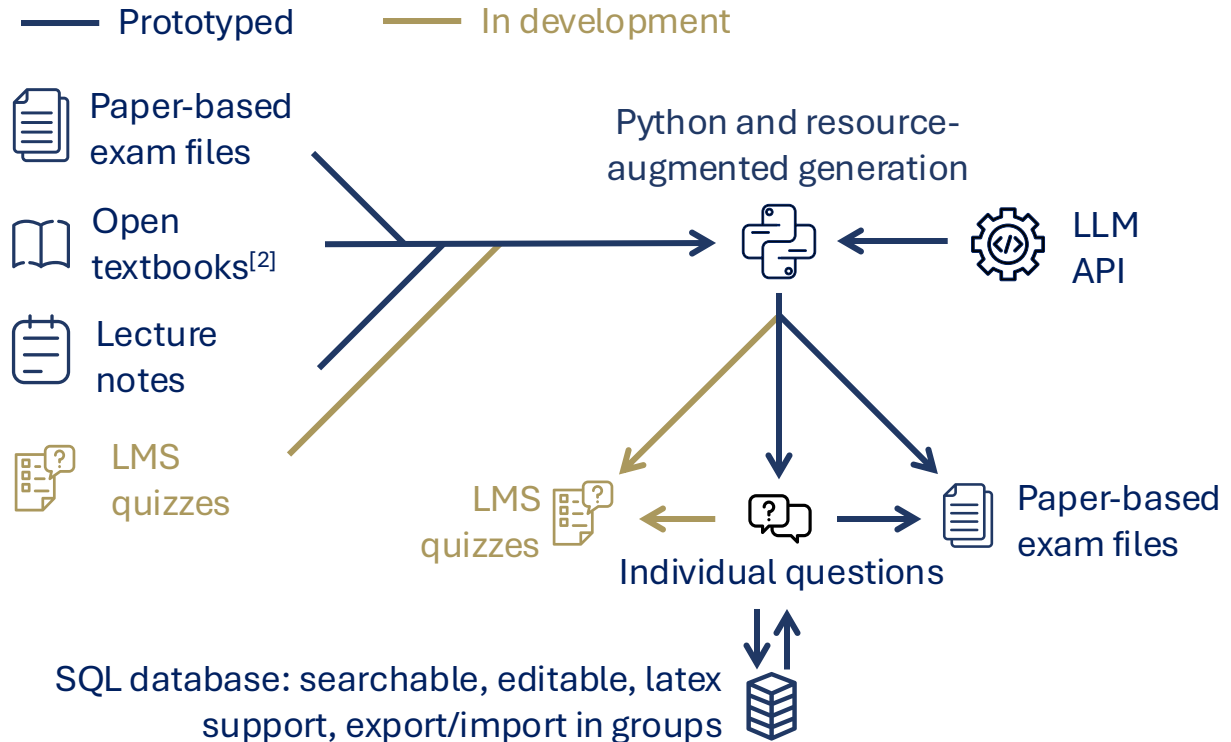 Prototyped
In development
Paper-based
exam files
Open
textbooks[2]
Lecture
notes
LMS
quizzes
Python and resource-
augmented generation
</>
LLM
API
?
LMS
quizzes
?
?
Individual questions
Paper-based
exam files
SQL database: searchable, editable, latex
support, export/import in groups